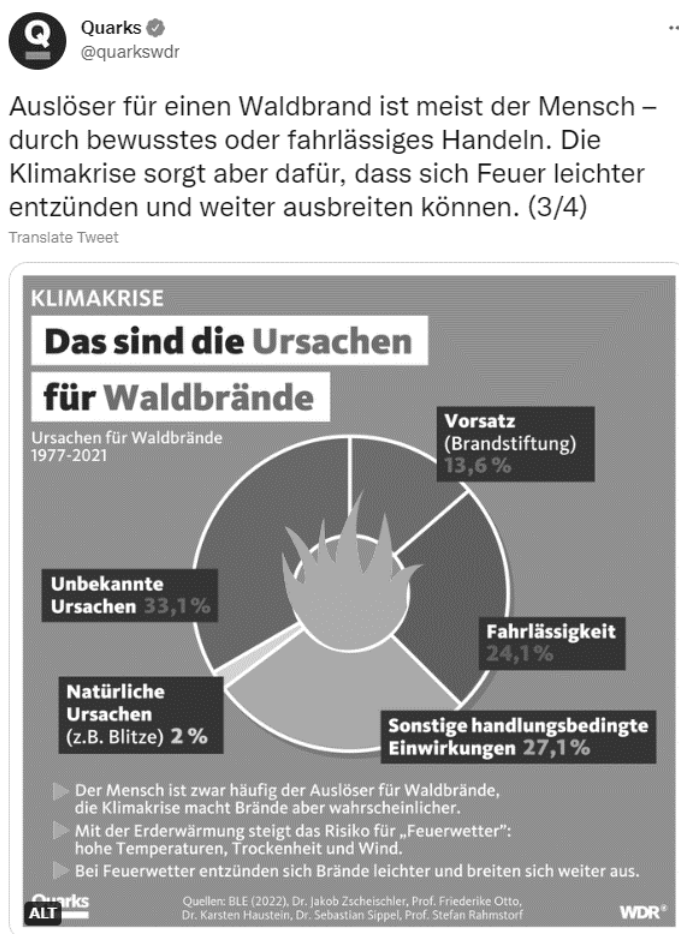 Quarks
@quarkswdr
Auslöser für einen Waldbrand ist meist der Mensch –
durch bewusstes oder fahrlässiges Handeln. Die
Klimakrise sorgt aber dafür, dass sich Feuer leichter
entzünden und weiter ausbreiten können. (3/4)
Translate Tweet
KLIMAKRISE
Das sind die Ursachen
für Waldbrände
Ursachen für Waldbrände
1977-2021
Vorsatz
(Brandstiftung)
13,6 %
Unbekannte
Ursachen 33,1 %
Fahrlässigkeit
24,1 %
Natürliche
Ursachen
(z.B. Blitze) 2 %
Sonstige handlungsbedingte
Einwirkungen 27,1 %
Der Mensch ist zwar häufig der Auslöser für Waldbrände,
die Klimakrise macht Brände aber wahrscheinlicher.
Mit der Erderwärmung steigt das Risiko für „Feuerwetter":
hohe Temperaturen, Trockenheit und Wind.
Bei Feuerwetter entzünden sich Brände leichter und breiten sich weiter aus.
Quarks
ALT
Quellen: BLE (2022), Dr. Jakob Zscheischler, Prof. Friederike Otto,
Dr. Karsten Haustein, Dr. Sebastian Sippel, Prof. Stefan Rahmstorf
WDR®